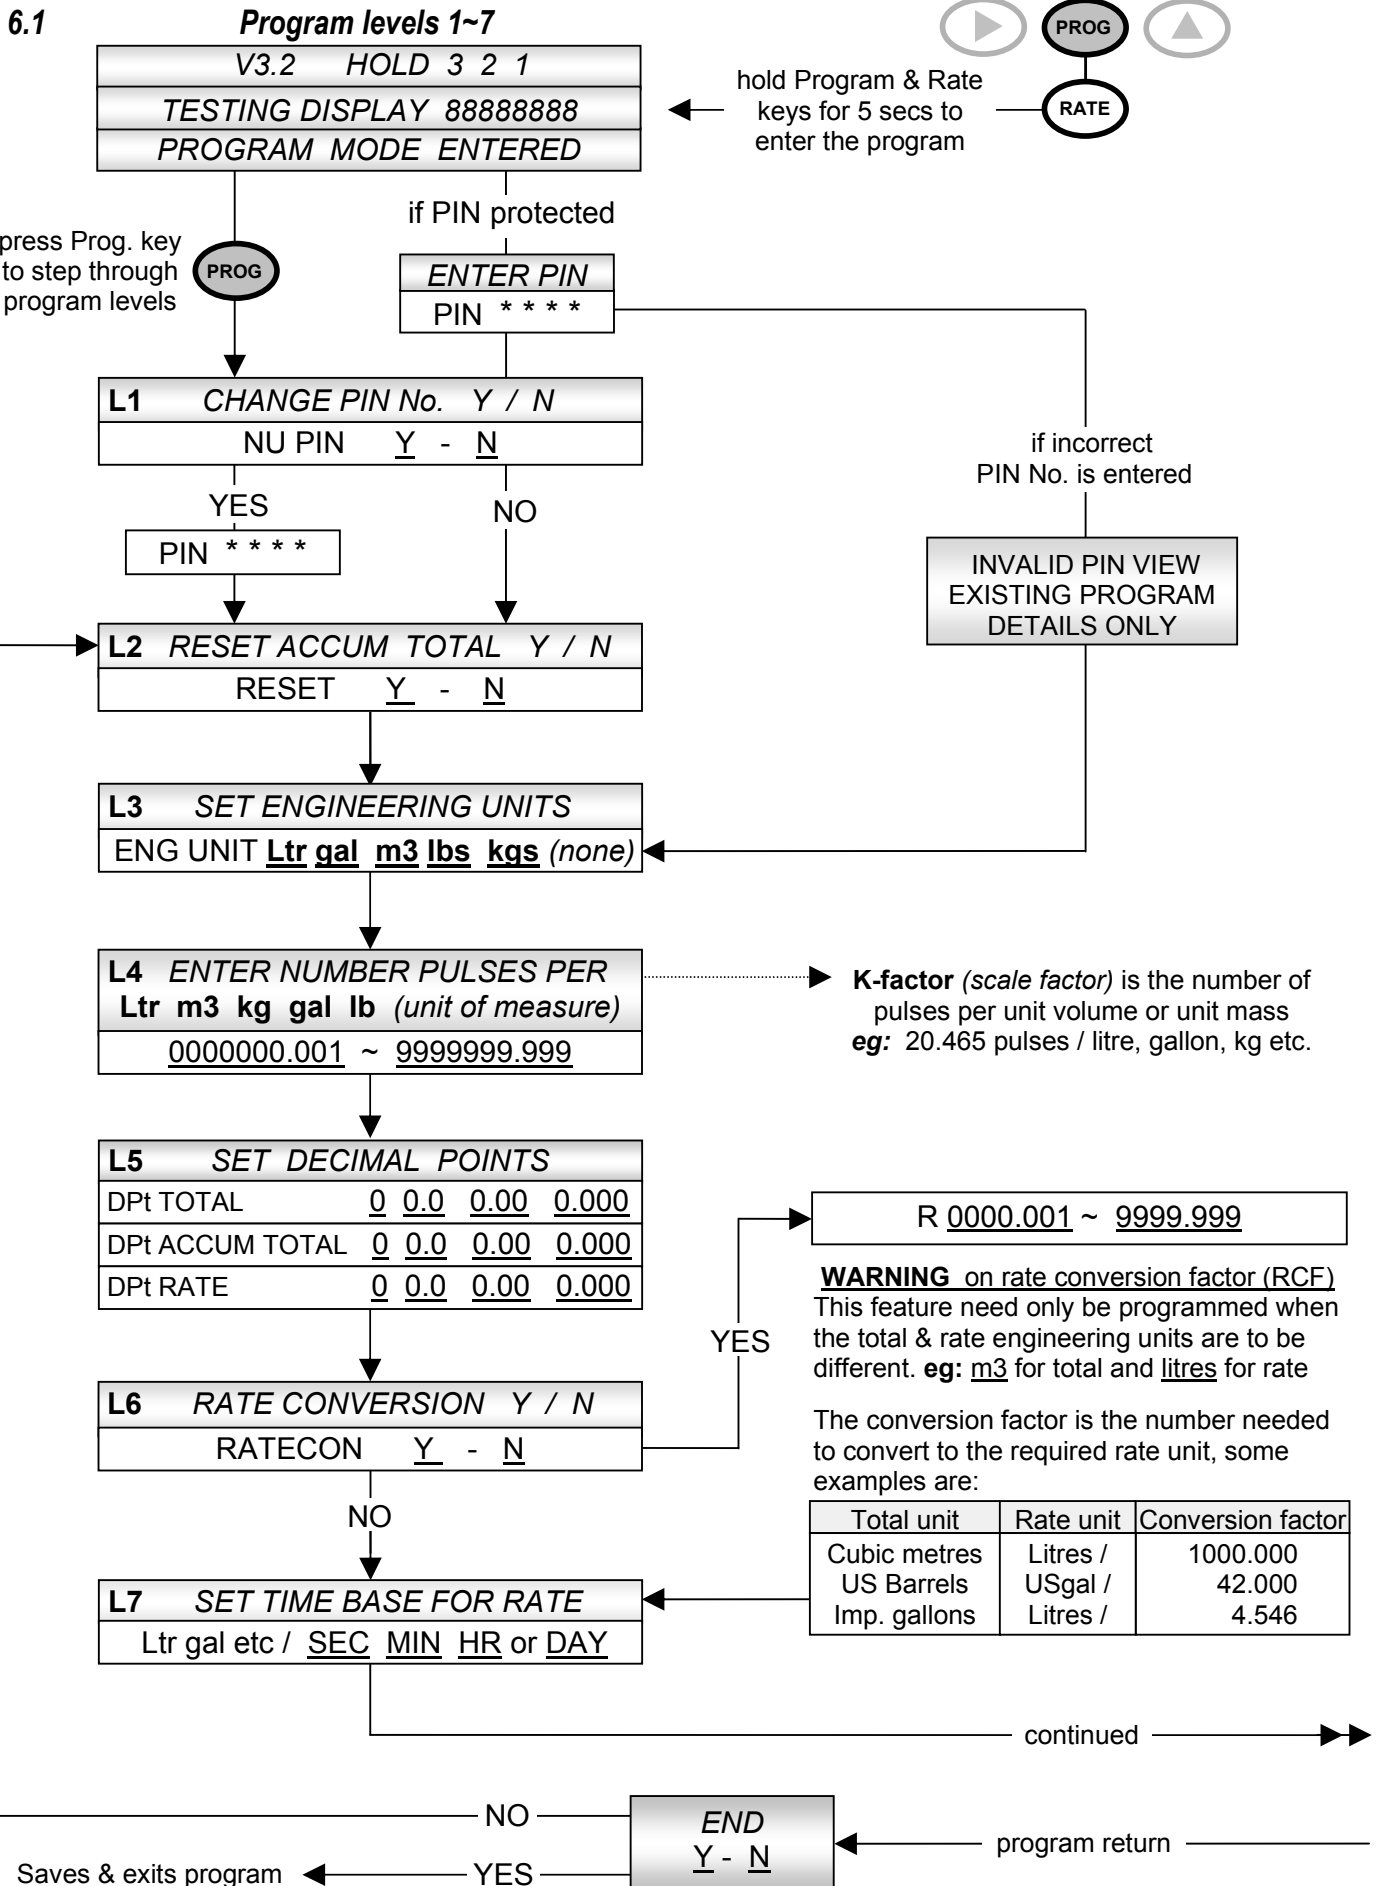 6.1 Program levels 1~7
PROG
RATE
hold Program & Rate
keys for 5 secs to
enter the program
V3.2 HOLD 3 2 1
TESTING DISPLAY 88888888
PROGRAM MODE ENTERED
if PIN protected
press Prog. key
to step through
program levels
PROG
ENTER PIN
PIN * * * *
L1 CHANGE PIN No. Y / N
NU PIN Y - N
if incorrect
PIN No. is entered
YES
NO
PIN * * * *
INVALID PIN VIEW
EXISTING PROGRAM
DETAILS ONLY
L2 RESET ACCUM TOTAL Y / N
RESET Y - N
L3 SET ENGINEERING UNITS
ENG UNIT Ltr gal m3 lbs kgs (none)
L4 ENTER NUMBER PULSES PER
Ltr m3 kg gal lb (unit of measure)
0000000.001 ~ 9999999.999
K-factor (scale factor) is the number of
pulses per unit volume or unit mass
eg: 20.465 pulses / litre, gallon, kg etc.
L5 SET DECIMAL POINTS
DPt TOTAL 0 0.0 0.00 0.000
DPt ACCUM TOTAL 0 0.0 0.00 0.000
DPt RATE 0 0.0 0.00 0.000
R 0000.001 ~ 9999.999
WARNING on rate conversion factor (RCF)
This feature need only be programmed when
the total & rate engineering units are to be
different. eg: m3 for total and litres for rate
YES
L6 RATE CONVERSION Y / N
RATECON Y - N
The conversion factor is the number needed
to convert to the required rate unit, some
examples are:
NO
Total unit Rate unit Conversion factor
Cubic metres Litres / 1000.000
US Barrels USgal / 42.000
Imp. gallons Litres / 4.546
L7 SET TIME BASE FOR RATE
Ltr gal etc / SEC MIN HR or DAY
continued
NO
END
Y - N
program return
Saves & exits program
YES